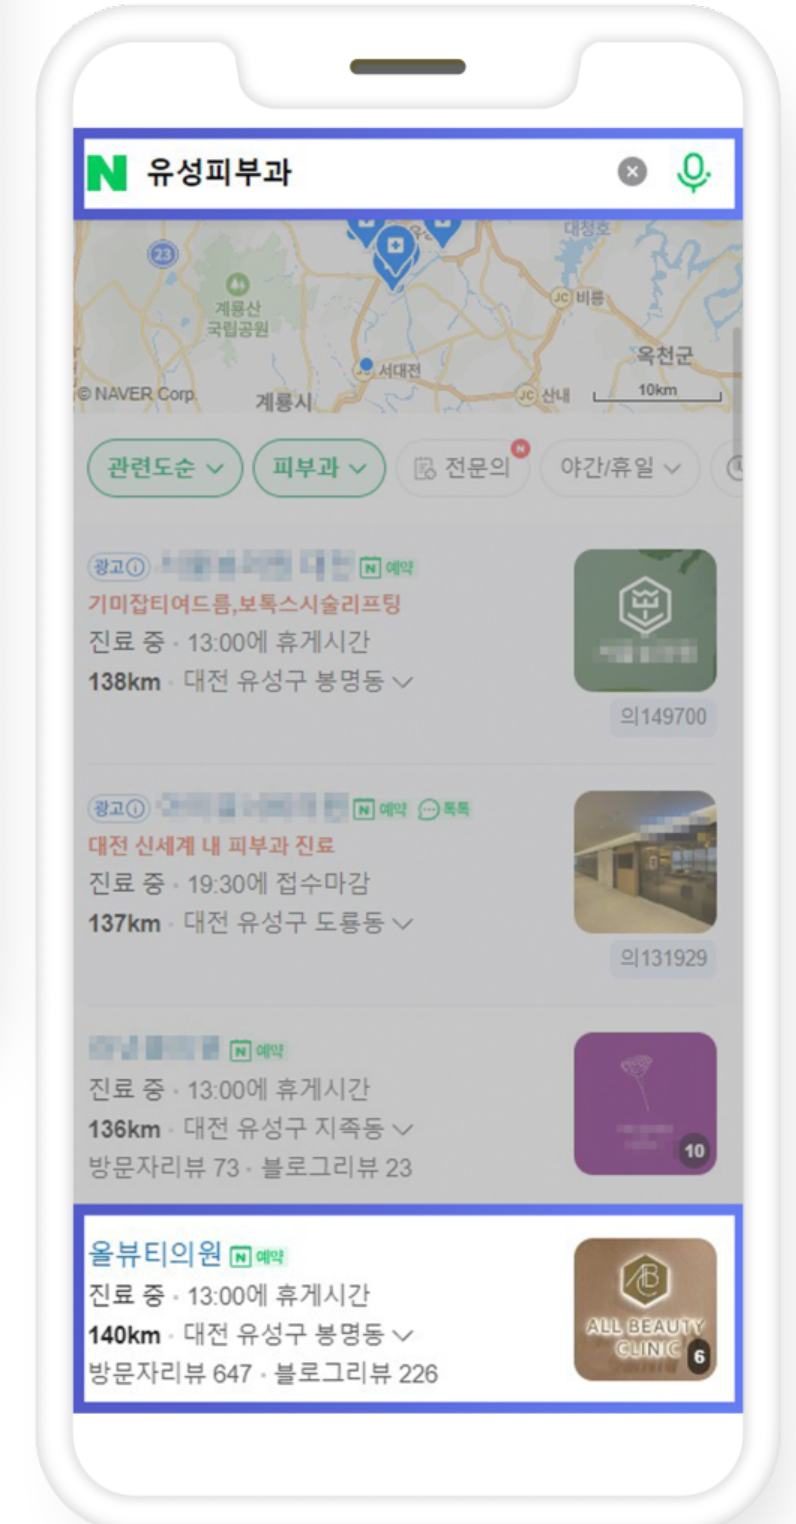 N 유성피부과
대청호
23
계룡산
국립공원
JC 비룡
서대전
옥천군
© NAVER Corp.
계룡시
JC 산내
10km
관련도순 피부과 전문의 N 야간/휴일
광고 N 예약
기미잡티여드름,보톡스시술리프팅
진료 중 · 13:00에 휴게시간
138km · 대전 유성구 봉명동
의149700
광고 N 예약 톡톡
대전 신세계 내 피부과 진료
진료 중 · 19:30에 접수마감
137km · 대전 유성구 도룡동
의131929
N 예약
진료 중 · 13:00에 휴게시간
136km · 대전 유성구 지족동
방문자리뷰 73 · 블로그리뷰 23
10
올뷰티의원 N 예약
진료 중 · 13:00에 휴게시간
140km · 대전 유성구 봉명동
방문자리뷰 647 · 블로그리뷰 226
ABC
ALL BEAUTY
CLINIC
6